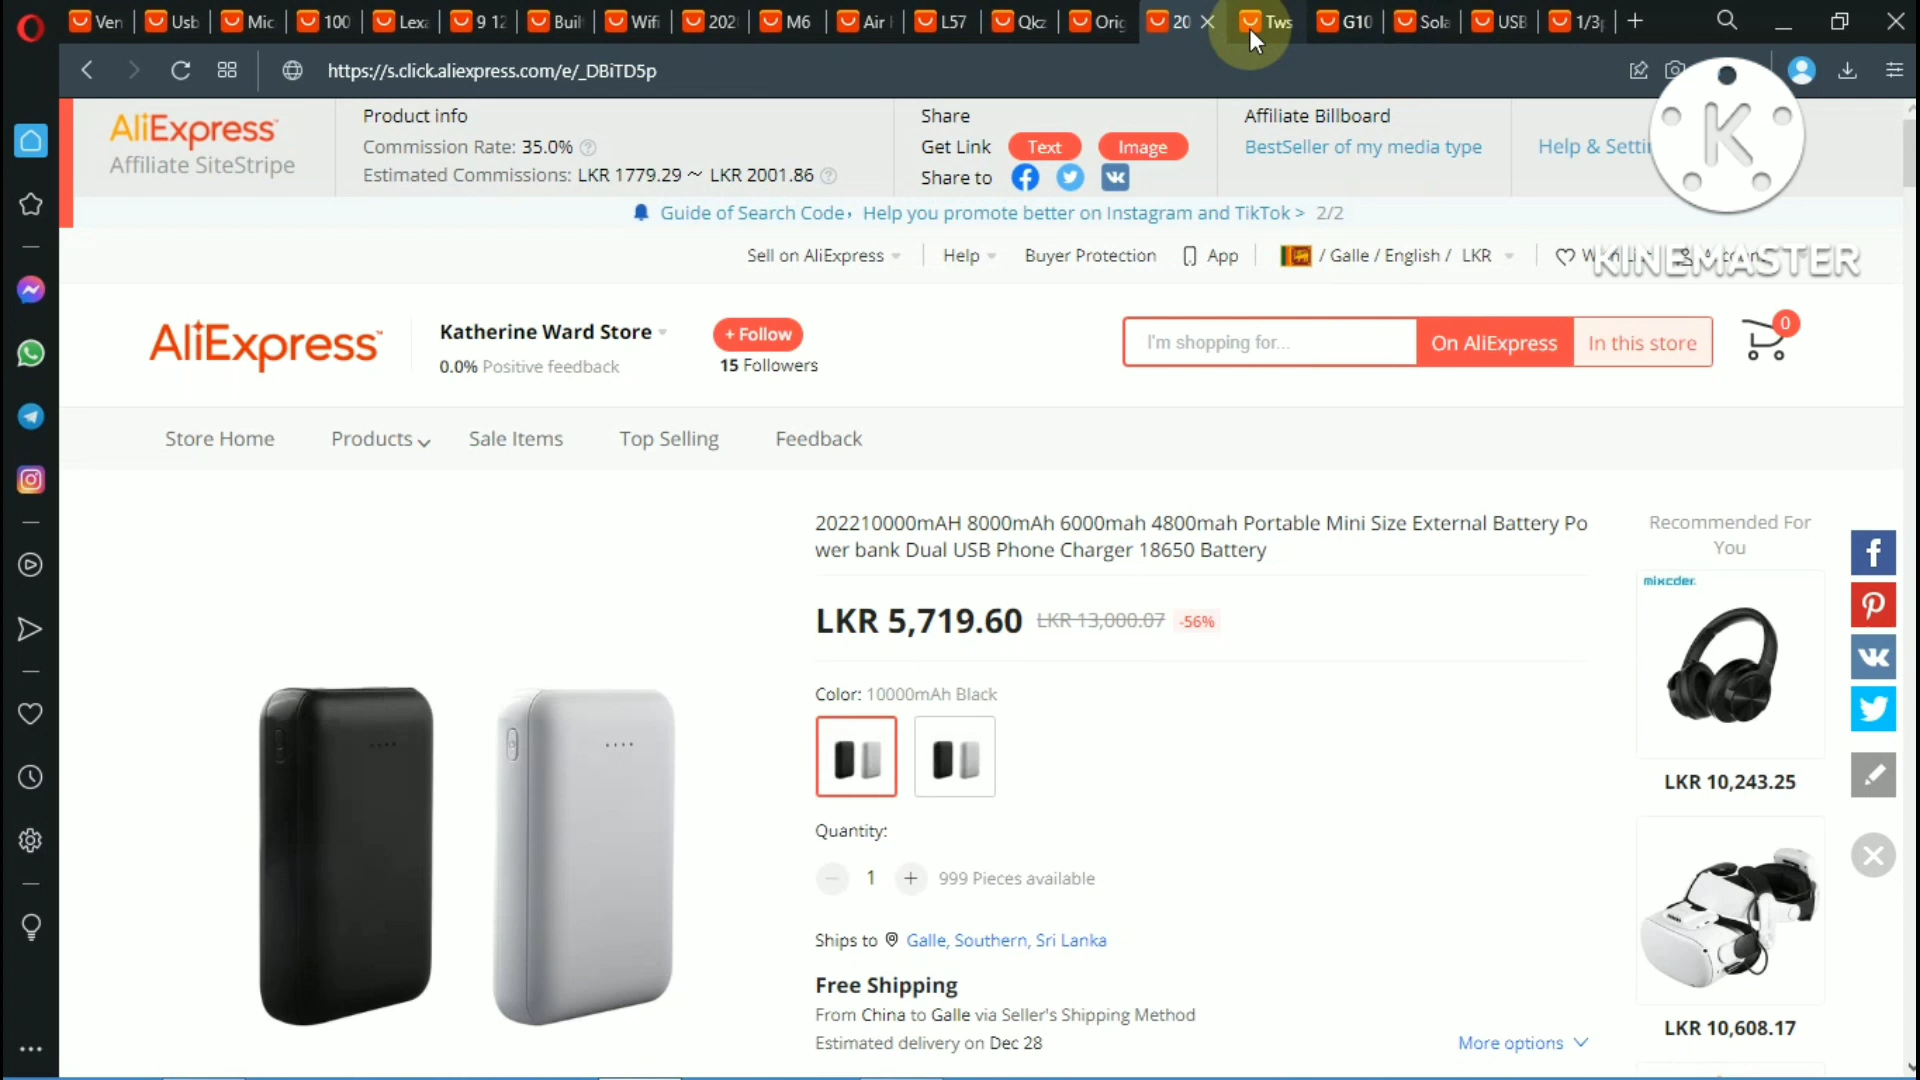 Ven
Usb
Mic
100
Lexa
9 12
Buil
Wifi
202
M6
Air
L57
Qkz
Orig
20
Tws
G10
Sola
USB
1/3p
https://s.click.aliexpress.com/e/_DBiTD5p
AliExpress
Affiliate SiteStripe
Product info
Commission Rate: 35.0%
Estimated Commissions: LKR 1779.29 ~ LKR 2001.86
Share
Get Link Text Image
Share to
Affiliate Billboard
BestSeller of my media type
Help & Setti
K
Guide of Search Code, Help you promote better on Instagram and TikTok > 2/2
Sell on AliExpress
Help
Buyer Protection
App
/ Galle / English / LKR
KINEMASTER
AliExpress
Katherine Ward Store
0.0% Positive feedback
+ Follow
15 Followers
I'm shopping for...
On AliExpress
In this store
0
Store Home
Products
Sale Items
Top Selling
Feedback
202210000mAH 8000mAh 6000mah 4800mah Portable Mini Size External Battery Po
wer bank Dual USB Phone Charger 18650 Battery
LKR 5,719.60 LKR 13,000.07 -56%
Color: 10000mAh Black
Quantity:
1
999 Pieces available
Ships to Galle, Southern, Sri Lanka
Free Shipping
From China to Galle via Seller's Shipping Method
Estimated delivery on Dec 28
More options
Recommended For
You
mixcder
LKR 10,243.25
LKR 10,608.17